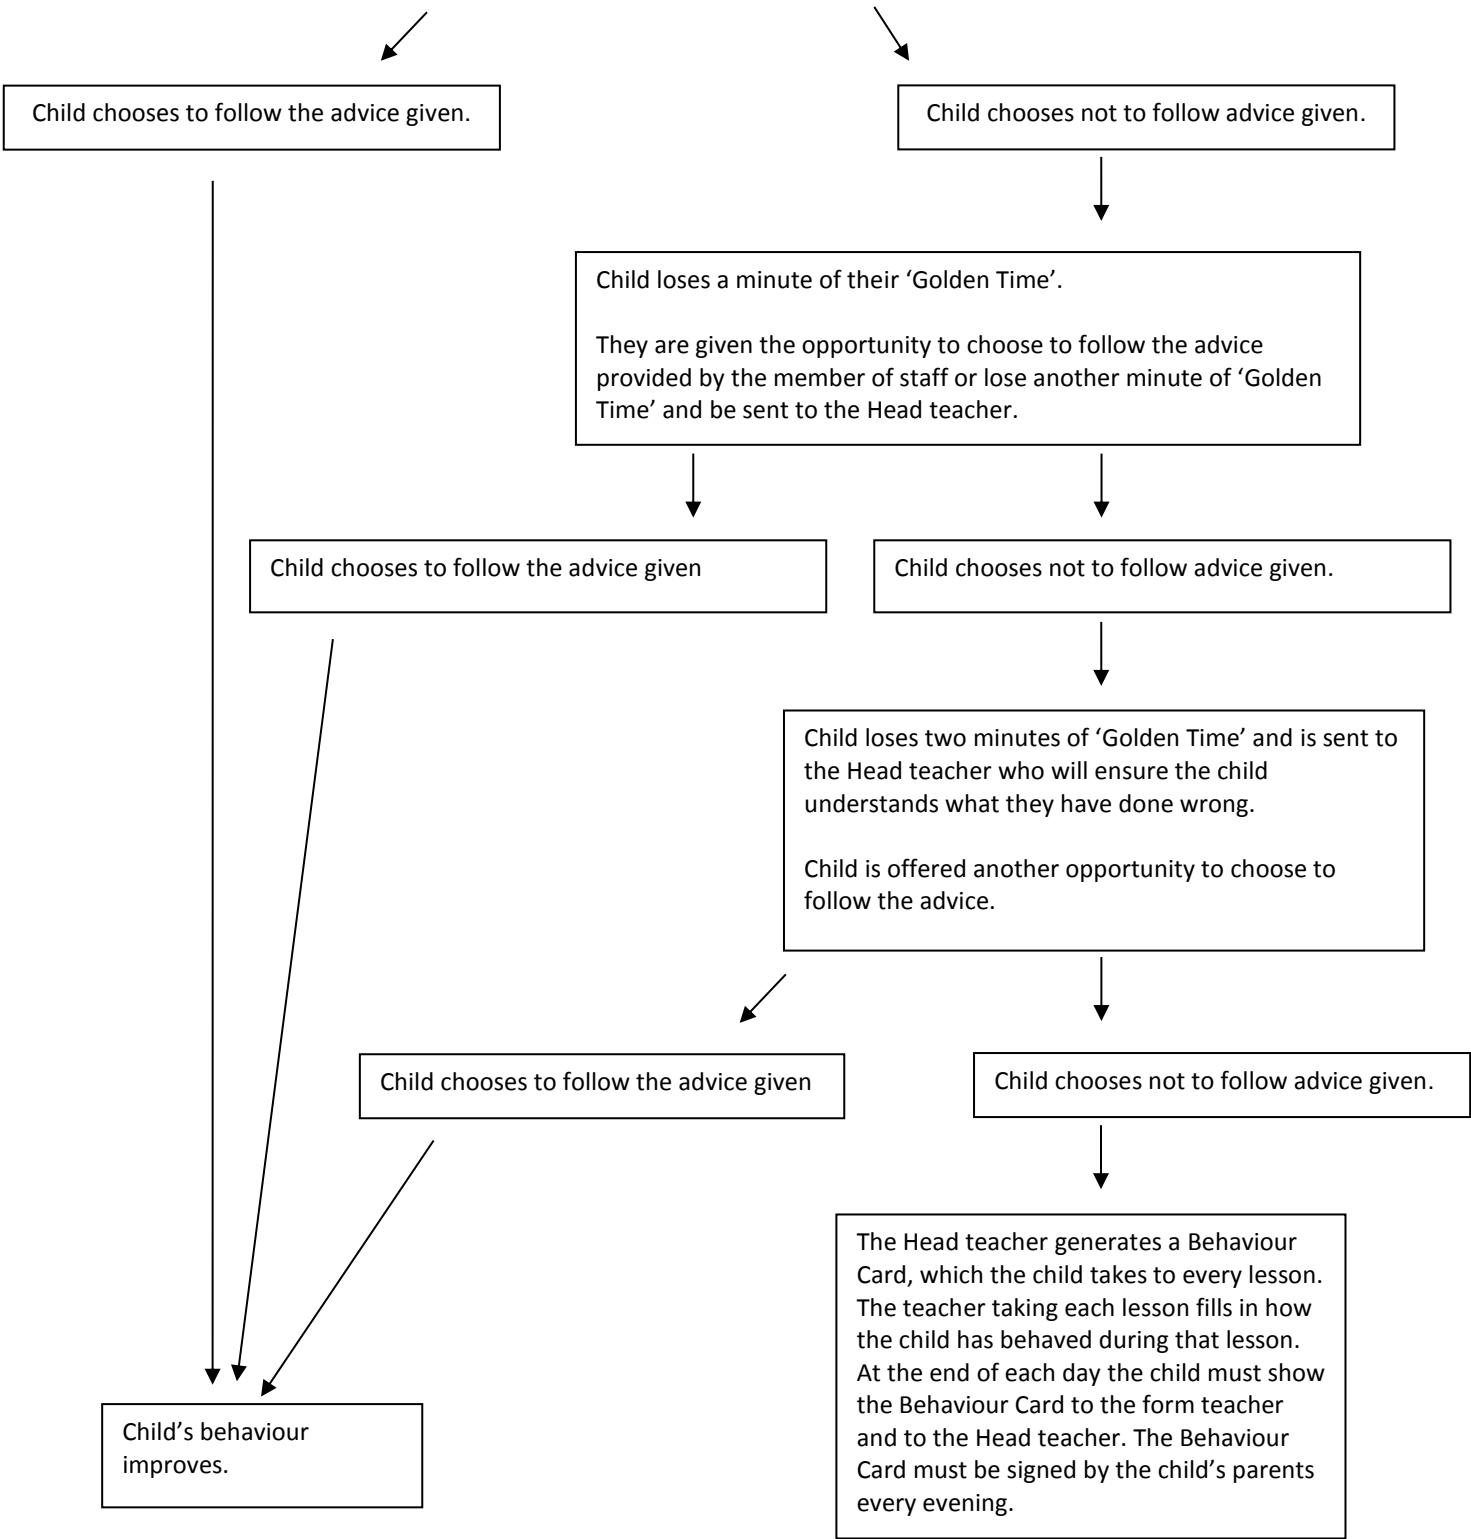 Child chooses to follow the advice given.
Child chooses not to follow advice given.
Child loses a minute of their ‘Golden Time’.
They are given the opportunity to choose to follow the advice
provided by the member of staff or lose another minute of ‘Golden
Time’ and be sent to the Head teacher.
Child chooses to follow the advice given
Child chooses not to follow advice given.
Child loses two minutes of ‘Golden Time’ and is sent to
the Head teacher who will ensure the child
understands what they have done wrong.
Child is offered another opportunity to choose to
follow the advice.
Child chooses to follow the advice given
Child chooses not to follow advice given.
The Head teacher generates a Behaviour
Card, which the child takes to every lesson.
The teacher taking each lesson fills in how
the child has behaved during that lesson.
At the end of each day the child must show
the Behaviour Card to the form teacher
and to the Head teacher. The Behaviour
Card must be signed by the child’s parents
every evening.
Child’s behaviour
improves.